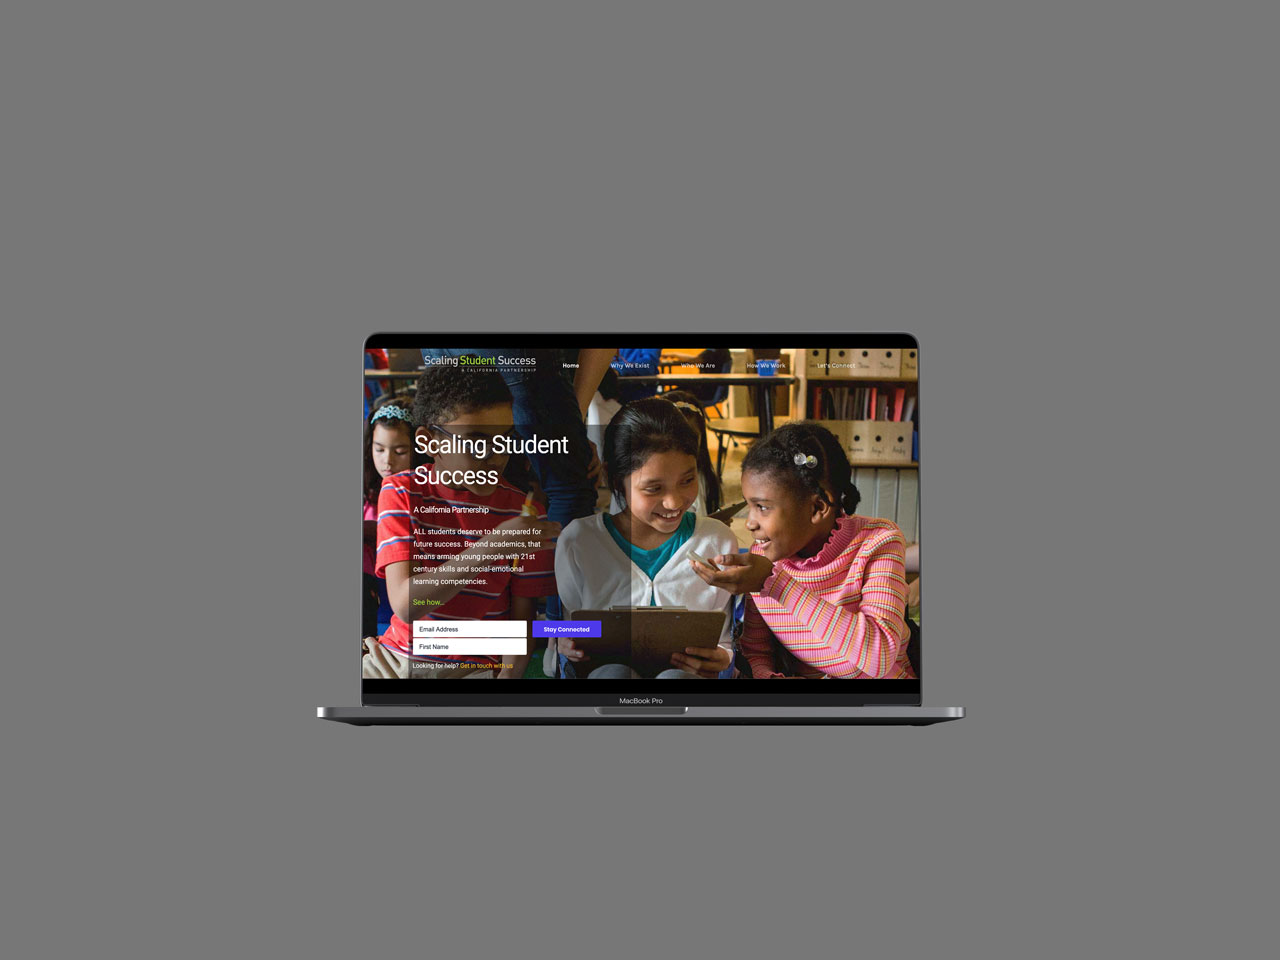 Scaling Student Success
A CALIFORNIA PARTNERSHIP
Home Why We Exist Who We Are How We Work Let's Connect
Scaling Student
Success
A California Partnership
ALL students deserve to be prepared for
future success. Beyond academics, that
means arming young people with 21st
century skills and social-emotional
learning competencies.
See how...
Email Address
Stay Connected
First Name
Looking for help? Get in touch with us
MacBook Pro